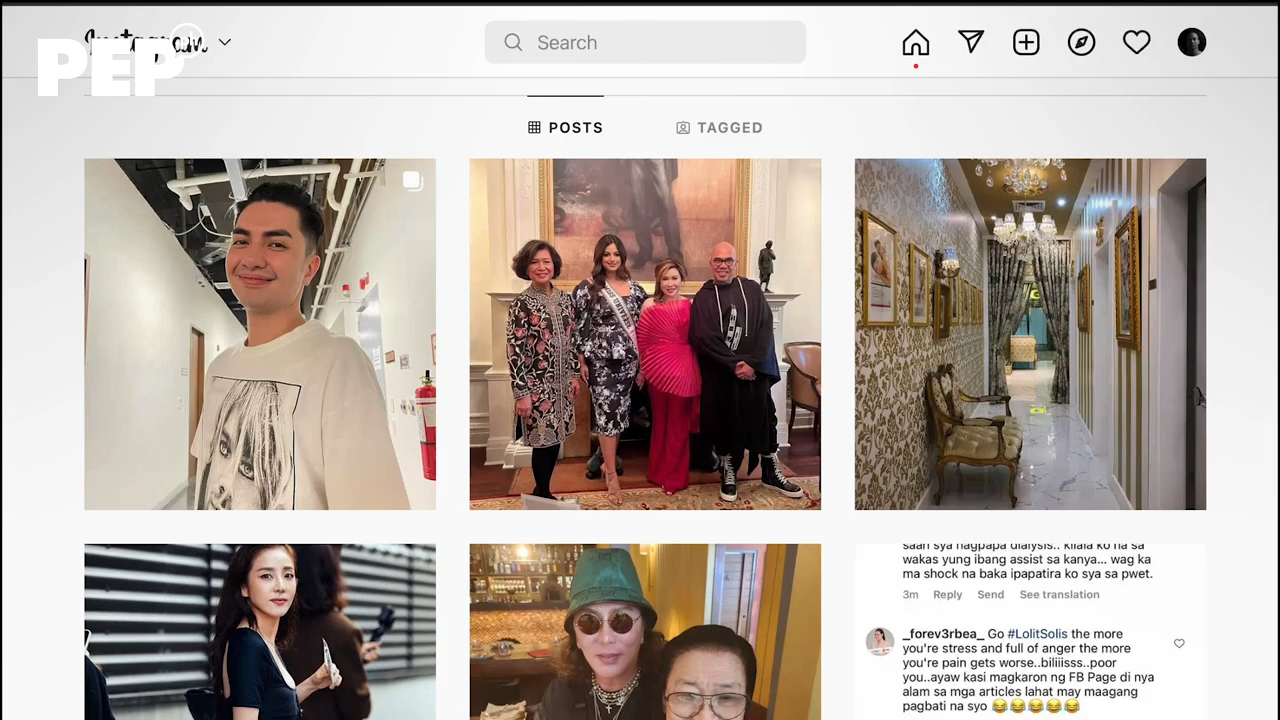 Instagram
PEP
Search
POSTS
TAGGED
saan sya nagpapa dialysis.. kilala ko na sa
wakas yung ibang assist sa kanya... wag ka
ma shock na baka ipapatira ko sya sa pwet.
3m Reply Send See translation
_forev3rbea_ Go #LolitSolis the more
you're stress and full of anger the more
you're pain gets worse..biliiisss..poor
you..ayaw kasi magkaron ng FB Page di nya
alam sa mga articles lahat may maagang
pagbati na syo 😂😂😂😂😂